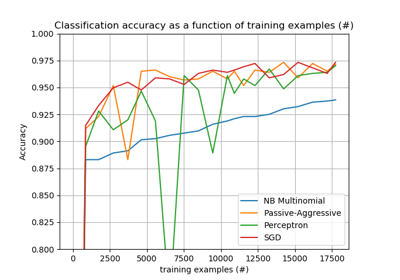 Classification accuracy as a function of training examples (#)
1.000
0.975
0.950
0.925
0.900
0.875
0.850
0.825
0.800
Accuracy
NB Multinomial
Passive-Aggressive
Perceptron
SGD
0 2500 5000 7500 10000 12500 15000 17500
training examples (#)